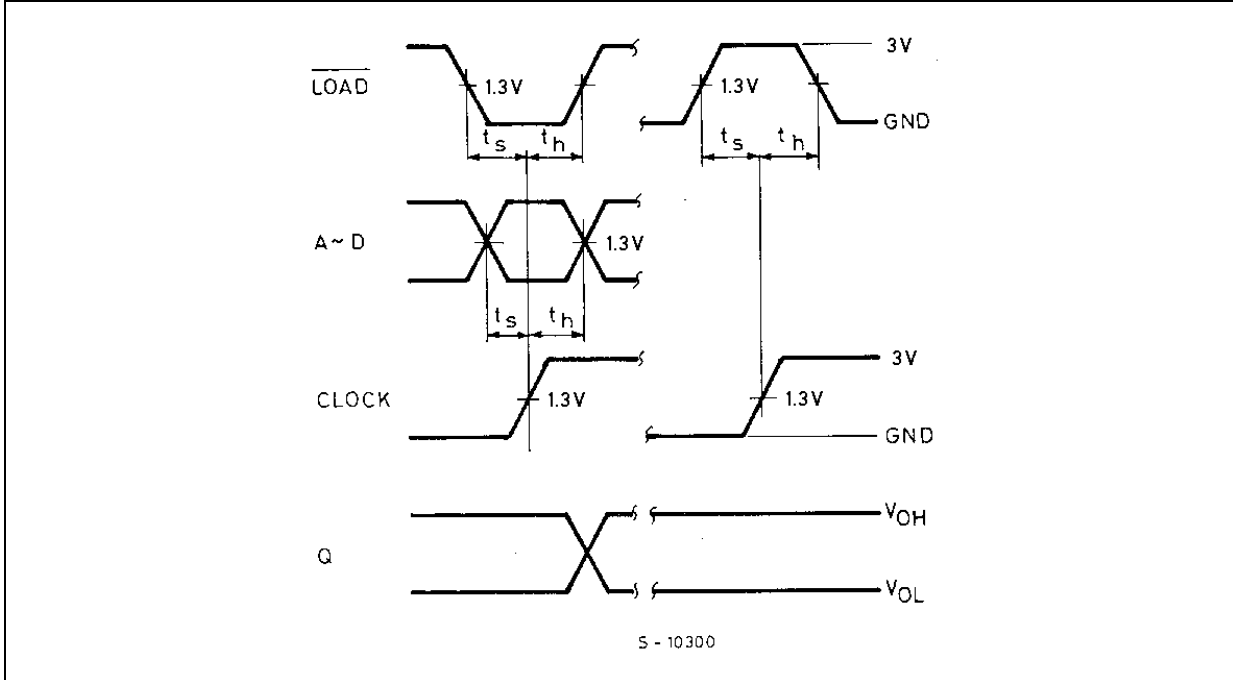 3V
LOAD
1.3V
1.3V
GND
ts
th
ts
th
A~D
1.3V
ts
th
3V
CLOCK
1.3V
1.3V
GND
VOH
Q
VOL
S-10300